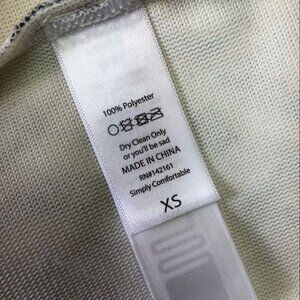 100% Polyester
Dry Clean Only
or you'll be sad
MADE IN CHINA
RN#142161
Simply Comfortable
XS